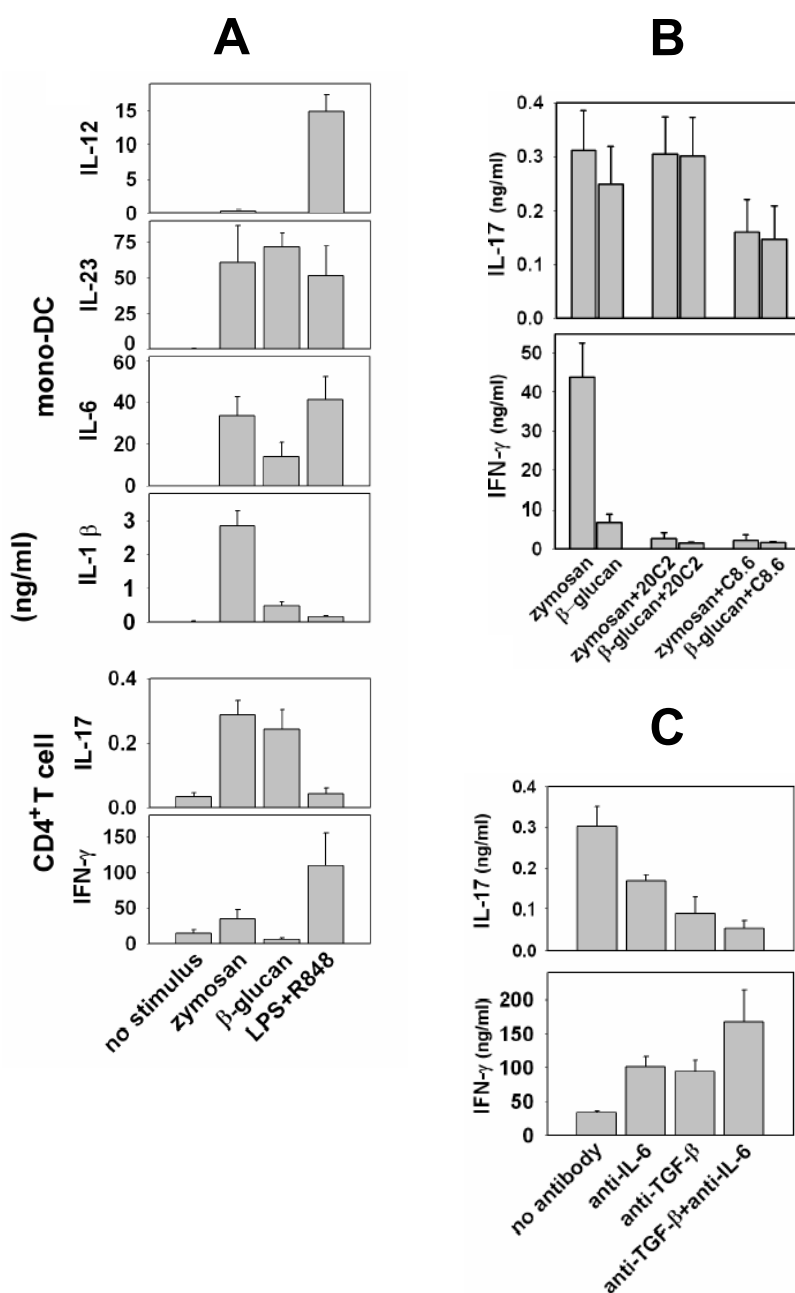 A
mono-DC
(ng/ml)
CD4+ T cell
IL-12
15
10
5
0
IL-23
75
50
25
0
IL-6
60
40
20
0
IL-1 β
3
2
1
0
IL-17
0.4
0.2
0.0
IFN-γ
150
100
50
0
no stimulus
zymosan
β-glucan
LPS+R848
B
IL-17 (ng/ml)
0.4
0.3
0.2
0.1
0.0
IFN-γ (ng/ml)
50
40
30
20
10
0
zymosan
β-glucan
zymosan+20C2
β-glucan+20C2
zymosan+C8.6
β-glucan+C8.6
C
IL-17 (ng/ml)
0.4
0.3
0.2
0.1
0.0
IFN-γ (ng/ml)
200
150
100
50
0
no antibody
anti-IL-6
anti-TGF-β
anti-TGF-β+anti-IL-6